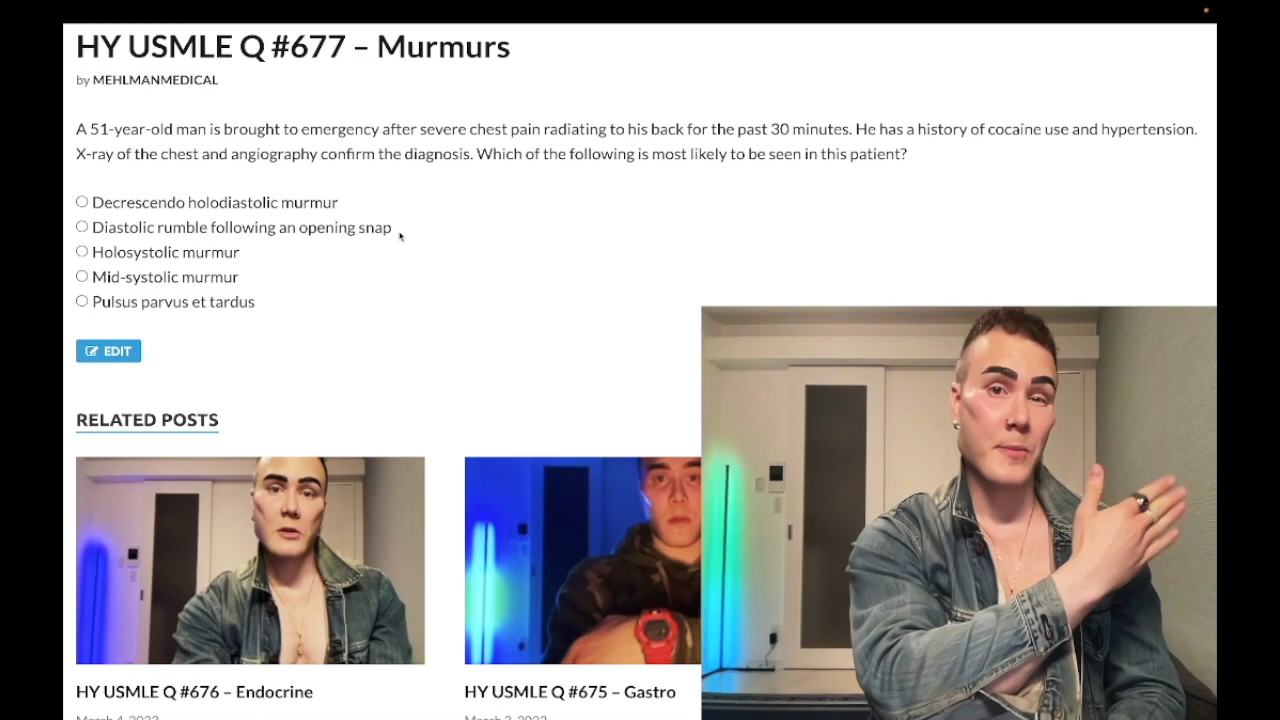 HY USMLE Q #677 – Murmurs
by MEHLMANMEDICAL
A 51-year-old man is brought to emergency after severe chest pain radiating to his back for the past 30 minutes. He has a history of cocaine use and hypertension.
X-ray of the chest and angiography confirm the diagnosis. Which of the following is most likely to be seen in this patient?
Decrescendo holodiastolic murmur
Diastolic rumble following an opening snap
Holosystolic murmur
Mid-systolic murmur
Pulsus parvus et tardus
EDIT
RELATED POSTS
HY USMLE Q #676 – Endocrine
HY USMLE Q #675 – Gastro